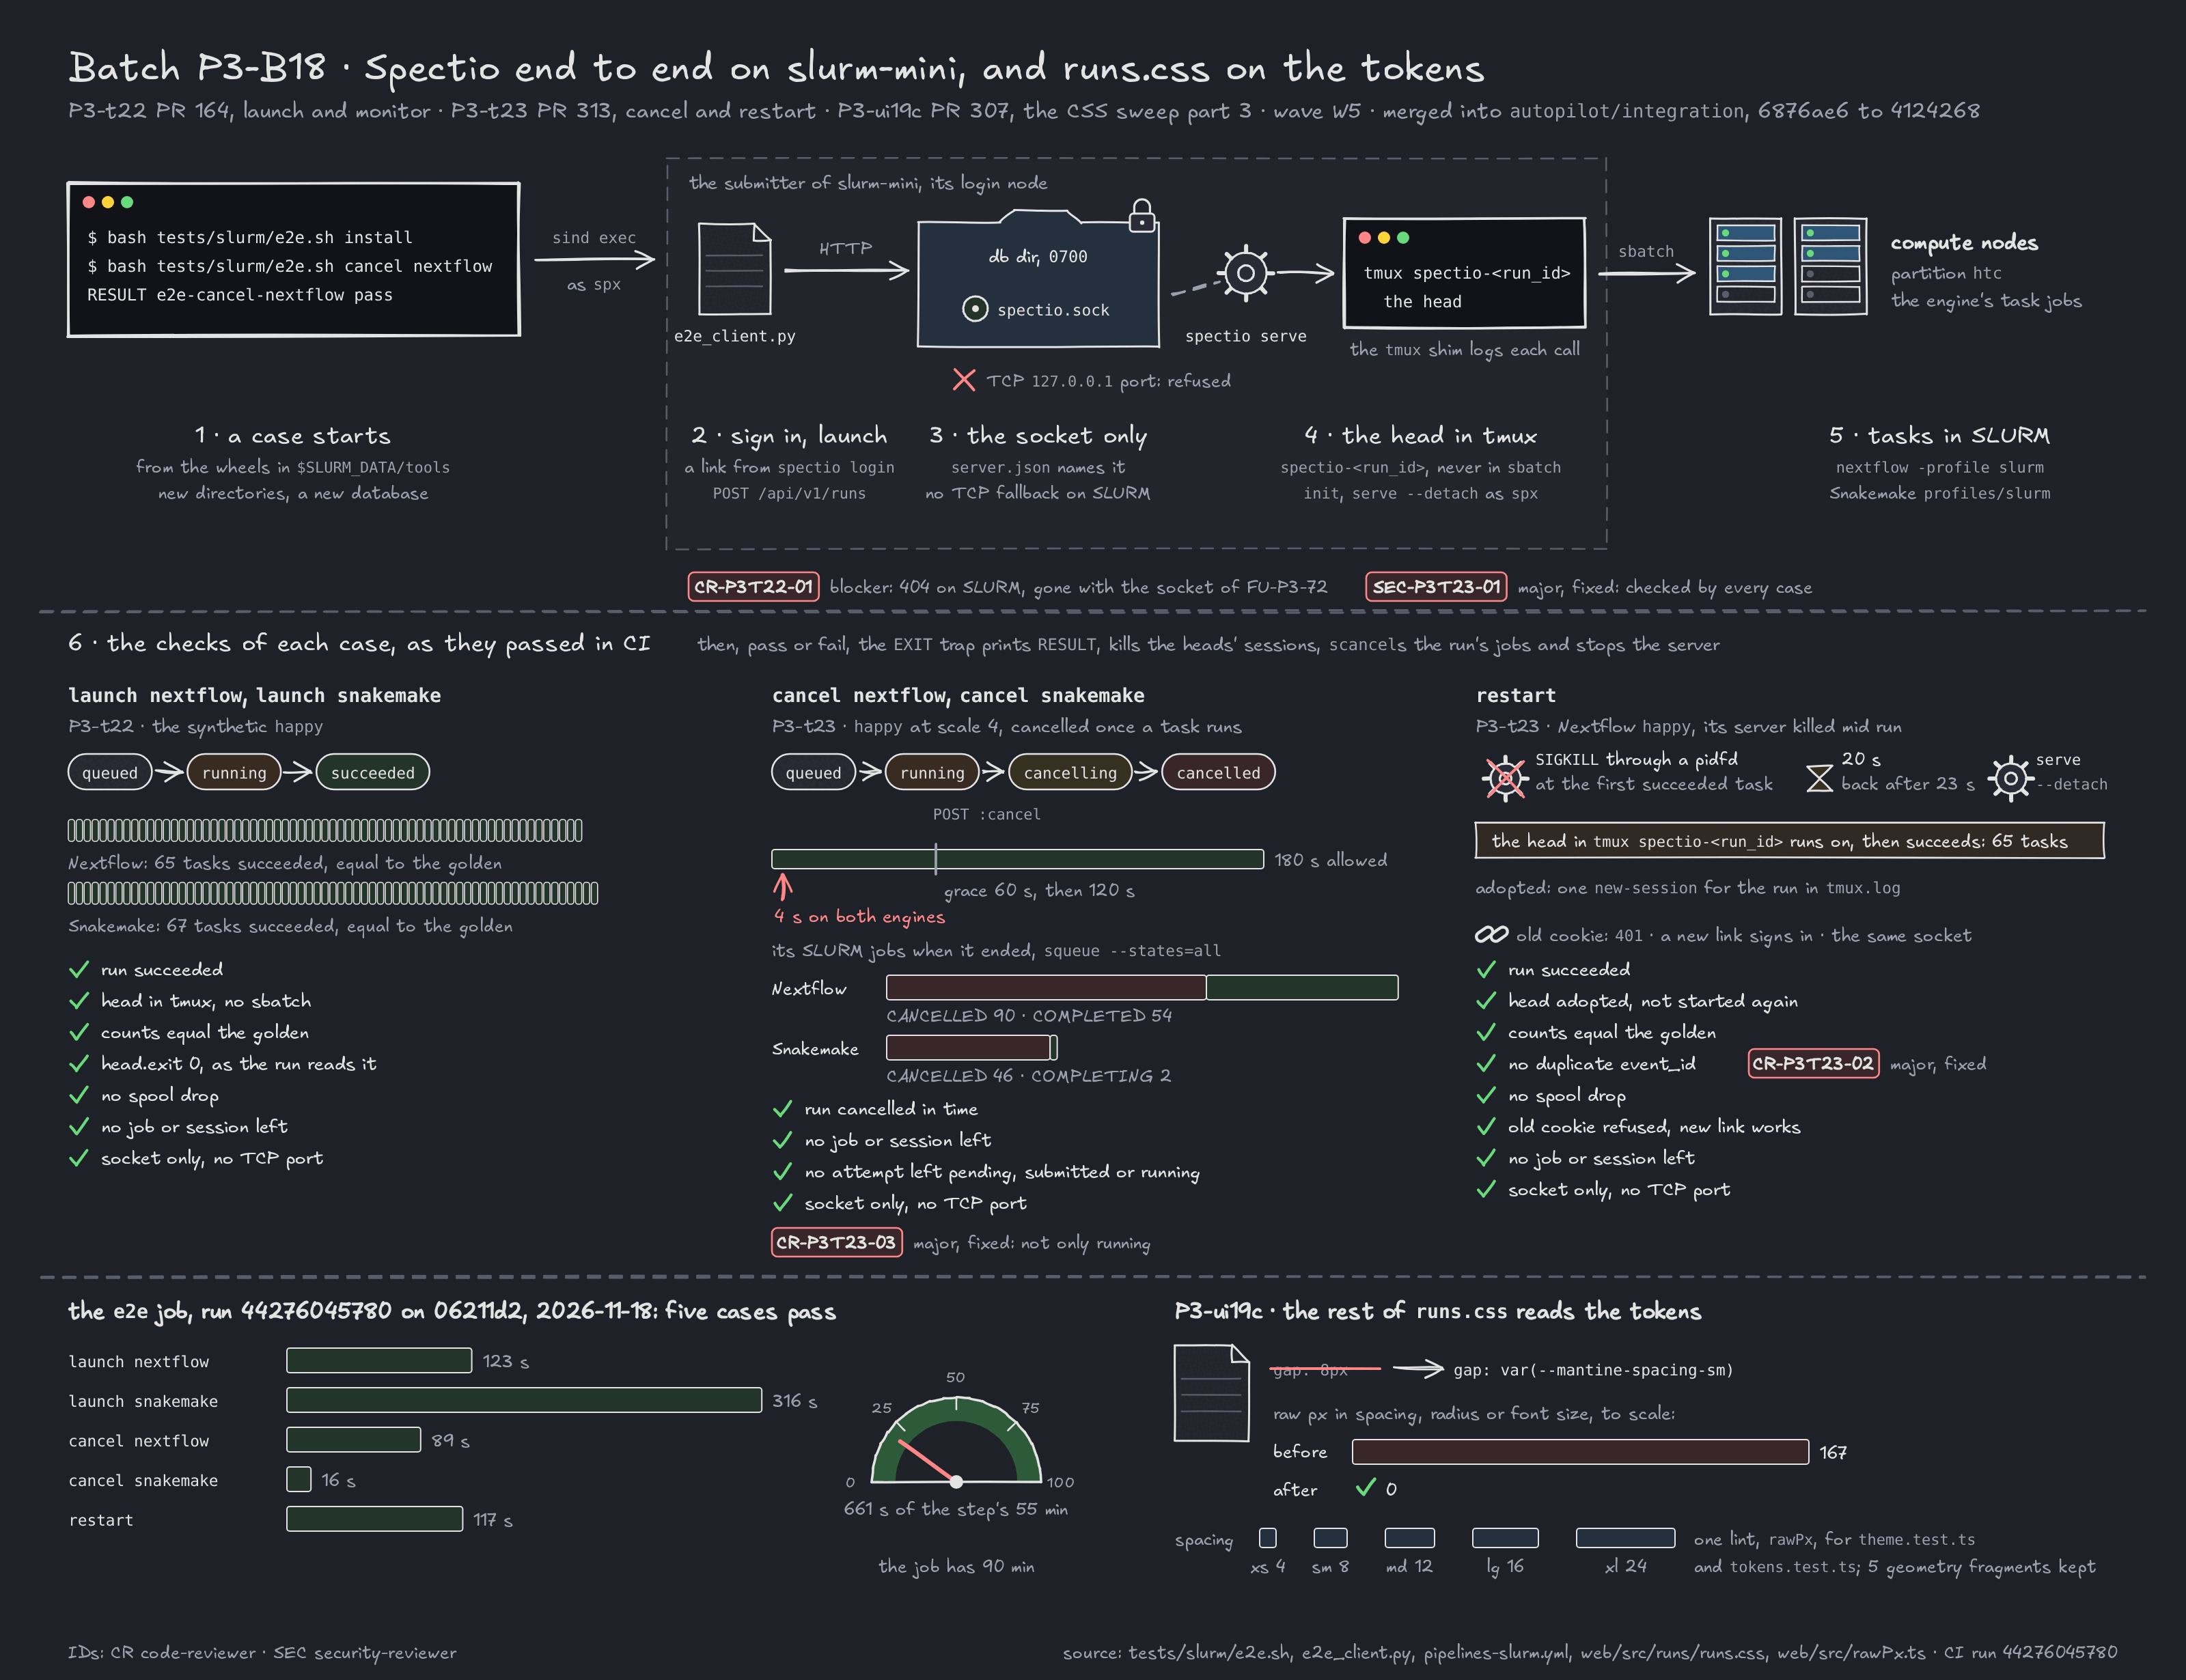 Batch P3-B18 · Spectio end to end on slurm-mini, and runs.css on the tokens
P3-t22 PR 164, launch and monitor · P3-t23 PR 313, cancel and restart · P3-ui19c PR 307, the CSS sweep part 3 · wave W5 · merged into autopilot/integration, 6876ae6 to 4124268
$ bash tests/slurm/e2e.sh install
$ bash tests/slurm/e2e.sh cancel nextflow
RESULT e2e-cancel-nextflow pass
sind exec
as spx
the submitter of slurm-mini, its login node
e2e_client.py
HTTP
db dir, 0700
spectio.sock
TCP 127.0.0.1 port: refused
spectio serve
tmux spectio-<run_id>
the head
the tmux shim logs each call
sbatch
compute nodes
partition htc
the engine's task jobs
1 · a case starts
from the wheels in $SLURM_DATA/tools
new directories, a new database
2 · sign in, launch
a link from spectio login
POST /api/v1/runs
3 · the socket only
server.json names it
no TCP fallback on SLURM
4 · the head in tmux
spectio-<run_id>, never in sbatch
init, serve --detach as spx
5 · tasks in SLURM
nextflow -profile slurm
Snakemake profiles/slurm
CR-P3T22-01 blocker: 404 on SLURM, gone with the socket of FU-P3-72
SEC-P3T23-01 major, fixed: checked by every case
6 · the checks of each case, as they passed in CI
then, pass or fail, the EXIT trap prints RESULT, kills the heads' sessions, scancels the run's jobs and stops the server
launch nextflow, launch snakemake
P3-t22 · the synthetic happy
queued
running
succeeded
Nextflow: 65 tasks succeeded, equal to the golden
Snakemake: 67 tasks succeeded, equal to the golden
run succeeded
head in tmux, no sbatch
counts equal the golden
head.exit 0, as the run reads it
no spool drop
no job or session left
socket only, no TCP port
cancel nextflow, cancel snakemake
P3-t23 · happy at scale 4, cancelled once a task runs
queued
running
cancelling
cancelled
POST :cancel
180 s allowed
grace 60 s, then 120 s
4 s on both engines
its SLURM jobs when it ended, squeue --states=all
Nextflow
CANCELLED 90 · COMPLETED 54
Snakemake
CANCELLED 46 · COMPLETING 2
run cancelled in time
no job or session left
no attempt left pending, submitted or running
socket only, no TCP port
CR-P3T23-03 major, fixed: not only running
restart
P3-t23 · Nextflow happy, its server killed mid run
SIGKILL through a pidfd
at the first succeeded task
20 s
back after 23 s
serve
--detach
the head in tmux spectio-<run_id> runs on, then succeeds: 65 tasks
adopted: one new-session for the run in tmux.log
old cookie: 401 · a new link signs in · the same socket
run succeeded
head adopted, not started again
counts equal the golden
no duplicate event_id
CR-P3T23-02 major, fixed
no spool drop
old cookie refused, new link works
no job or session left
socket only, no TCP port
the e2e job, run 44276045780 on 06211d2, 2026-11-18: five cases pass
launch nextflow 123 s
launch snakemake 316 s
cancel nextflow 89 s
cancel snakemake 16 s
restart 117 s
0
25
50
75
100
661 s of the step's 55 min
the job has 90 min
P3-ui19c · the rest of runs.css reads the tokens
gap: 8px
gap: var(--mantine-spacing-sm)
raw px in spacing, radius or font size, to scale:
before 167
after 0
spacing
xs 4
sm 8
md 12
lg 16
xl 24
one lint, rawPx, for theme.test.ts
and tokens.test.ts; 5 geometry fragments kept
IDs: CR code-reviewer · SEC security-reviewer
source: tests/slurm/e2e.sh, e2e_client.py, pipelines-slurm.yml, web/src/runs/runs.css, web/src/rawPx.ts · CI run 44276045780